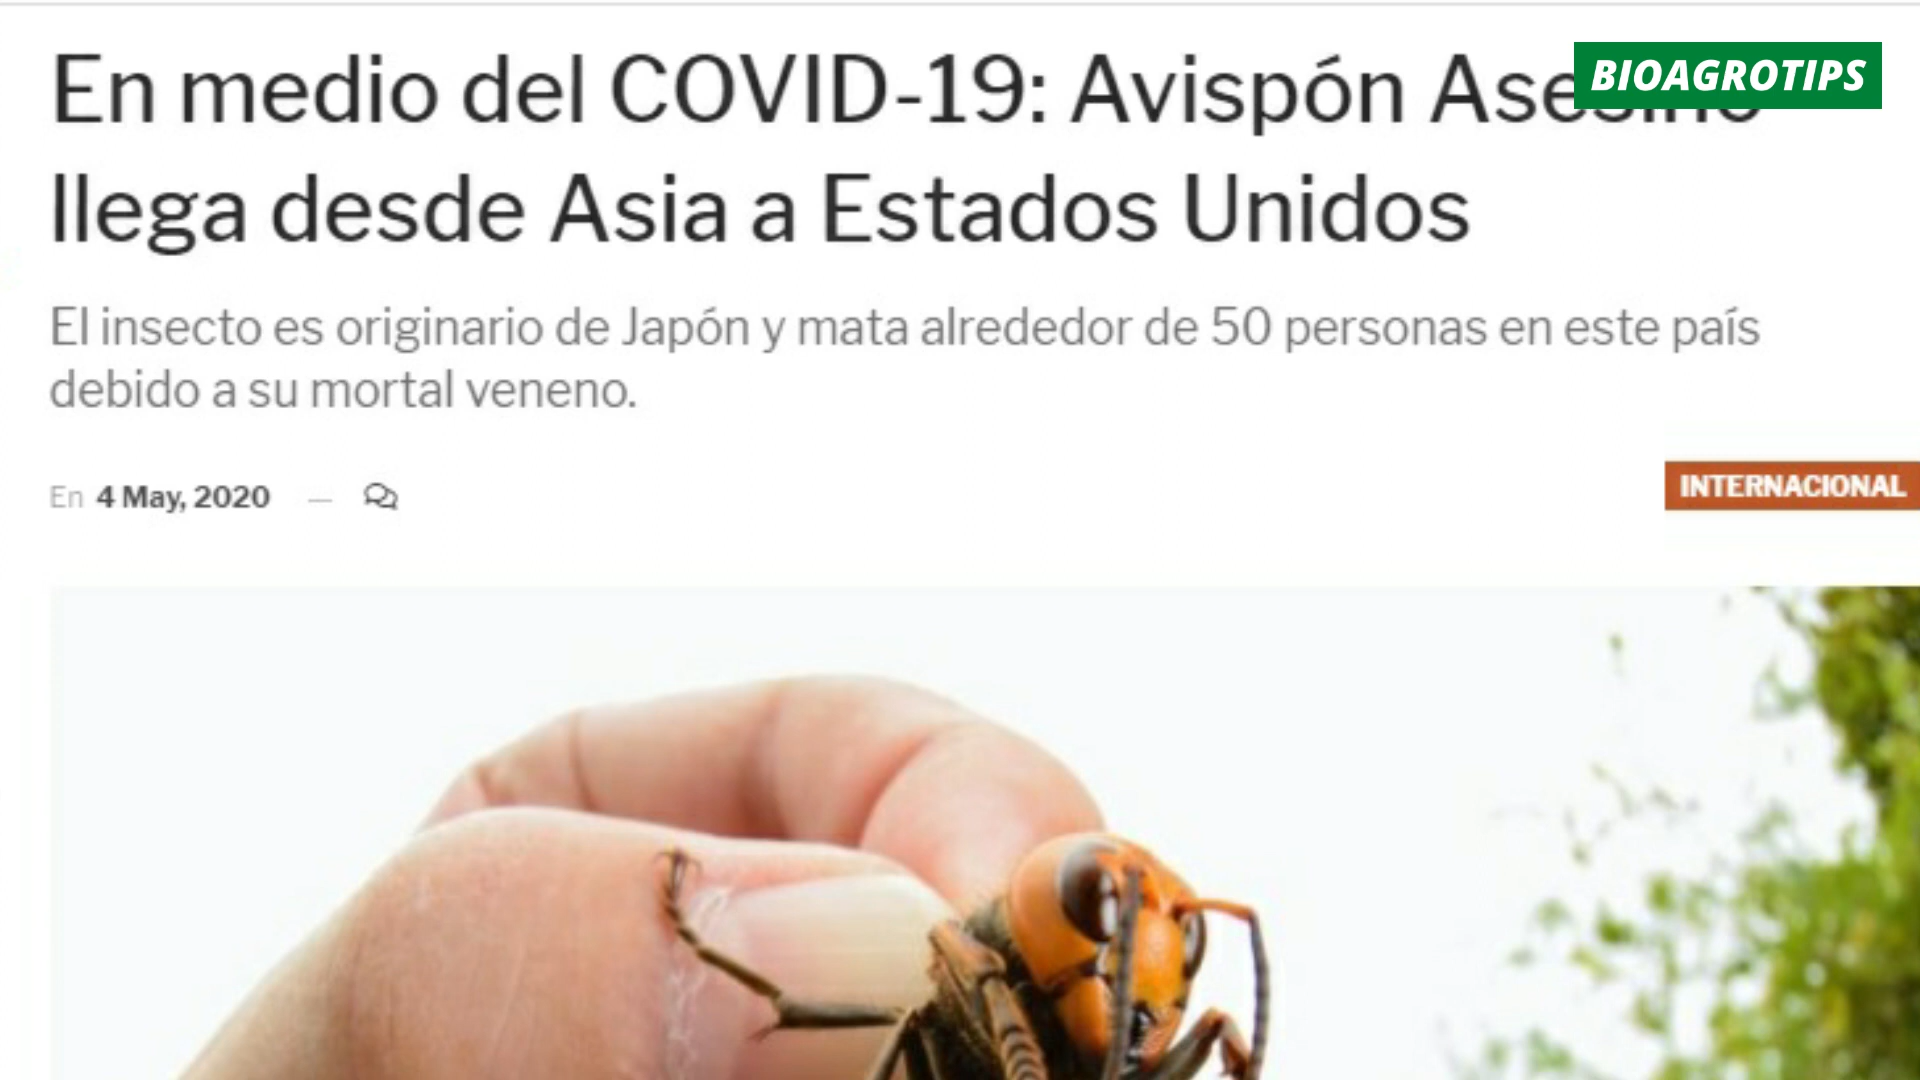 En medio del COVID-19: Avispón Asesino
BIOAGROTIPS
llega desde Asia a Estados Unidos
El insecto es originario de Japón y mata alrededor de 50 personas en este país
debido a su mortal veneno.
En 4 May, 2020 —
INTERNACIONAL